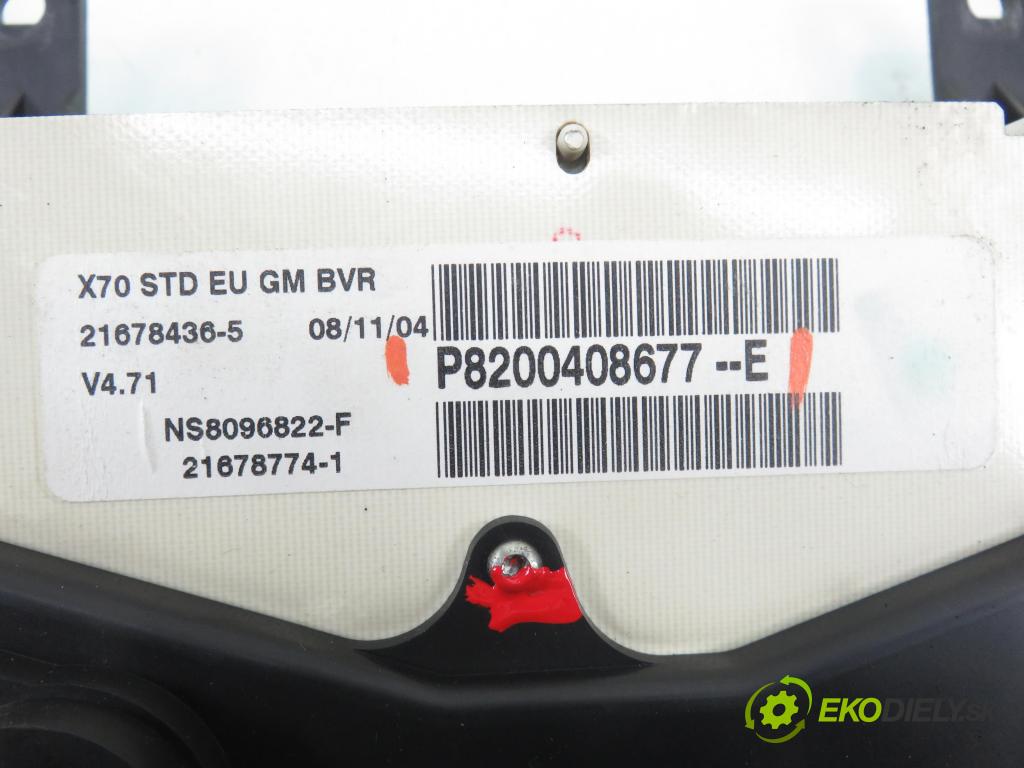 X70 STD EU GM BVR
21678436-5 08/11/04
P8200408677 --E
V4.71
NS8096822-F
21678774-1
EKODIELY.sk